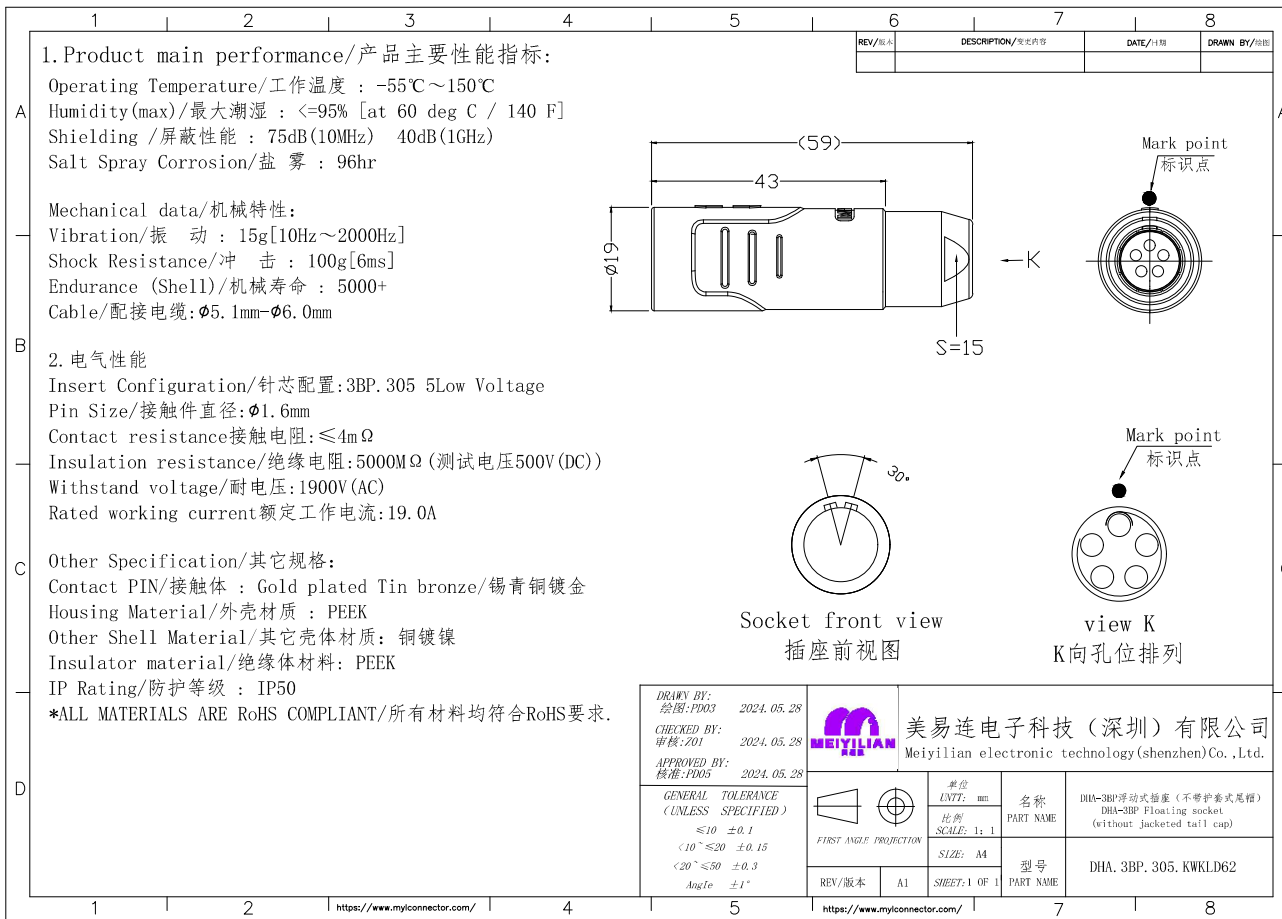 1 2 3 4 5 6 7 8
REV/版本 DESCRIPTION/变更内容 DATE/日期 DRAWN BY/绘图
1.Product main performance/产品主要性能指标:
Operating Temperature/工作温度 : -55℃~150℃
A Humidity(max)/最大潮湿 : <=95% [at 60 deg C / 140 F] A
Shielding /屏蔽性能 : 75dB(10MHz) 40dB(1GHz)
Salt Spray Corrosion/盐 雾 : 96hr
Mechanical data/机械特性:
Vibration/振 动 : 15g[10Hz~2000Hz]
Shock Resistance/冲 击 : 100g[6ms]
Endurance (Shell)/机械寿命 : 5000+
Cable/配接电缆:Φ5.1mm-Φ6.0mm
B
2.电气性能
Insert Configuration/针芯配置:3BP.305 5Low Voltage
Pin Size/接触件直径:Φ1.6mm
Contact resistance接触电阻:≤4mΩ
Insulation resistance/绝缘电阻:5000MΩ(测试电压500V(DC))
Withstand voltage/耐电压:1900V(AC)
Rated working current额定工作电流:19.0A
Other Specification/其它规格:
C Contact PIN/接触体 : Gold plated Tin bronze/锡青铜镀金 C
Housing Material/外壳材质 : PEEK
Other Shell Material/其它壳体材质: 铜镀镍
Insulator material/绝缘体材料: PEEK
IP Rating/防护等级 : IP50
*ALL MATERIALS ARE RoHS COMPLIANT/所有材料均符合RoHS要求.
D
(59)
43
ø19
K
S=15
Mark point
标识点
30°
Socket front view
插座前视图
Mark point
标识点
view K
K向孔位排列
DRAWN BY:
绘图:PD03 2024.05.28
CHECKED BY:
审核:Z01 2024.05.28
APPROVED BY:
核准:PD05 2024.05.28
GENERAL TOLERANCE
(UNLESS SPECIFIED)
≤10 ±0.1
<10~≤20 ±0.15
<20~≤50 ±0.3
Angle ±1°
MEIYILIAN
美易连
美易连电子科技（深圳）有限公司
Meiyilian electronic technology(shenzhen)Co.,Ltd.
FIRST ANGLE PROJECTION
REV/版本 A1
单位
UNTT: mm
比例
SCALE: 1:1
SIZE: A4
SHEET:1 OF 1
名称
PART NAME
DHA-3BP浮动式插座（不带护套式尾帽）
DHA-3BP Floating socket
(without jacketed tail cap)
型号
PART NAME
DHA.3BP.305.KWKLD62
1 2 https://www.mylconnector.com/ 4 5 https://www.mylconnector.com/ 7 8